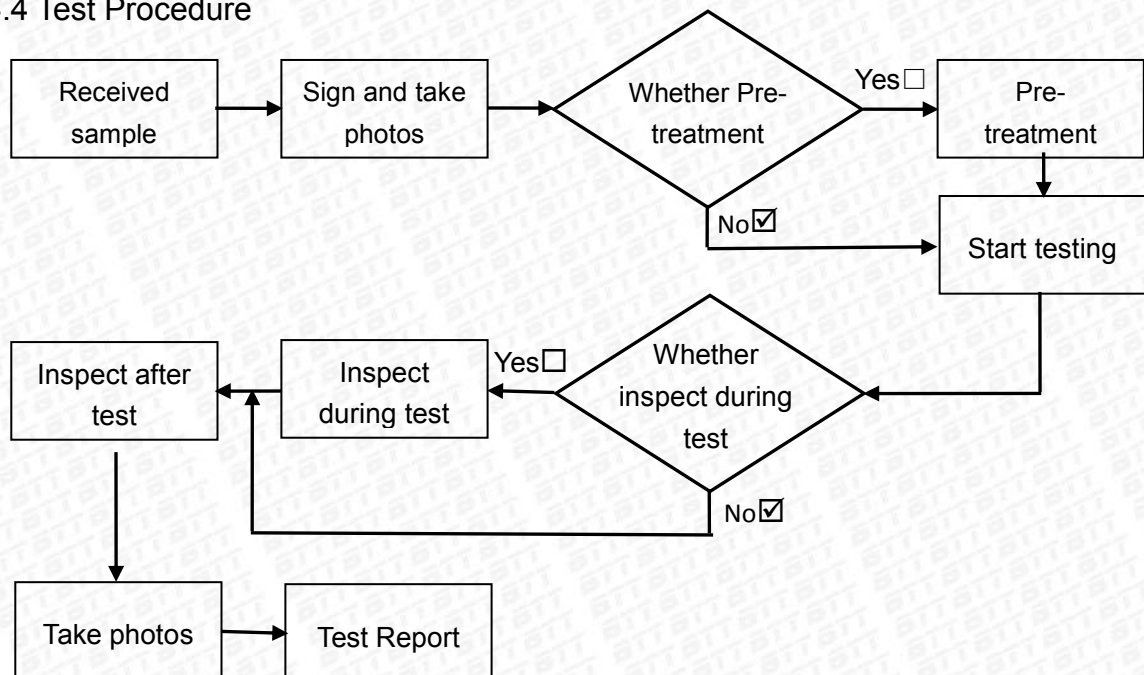 .4 Test Procedure
Received
sample
Sign and take
photos
Whether Pre-
treatment
Yes☐
Pre-
treatment
No☑
Start testing
Inspect after
test
Inspect
during test
Yes☐
Whether
inspect during
test
No☑
Take photos
Test Report